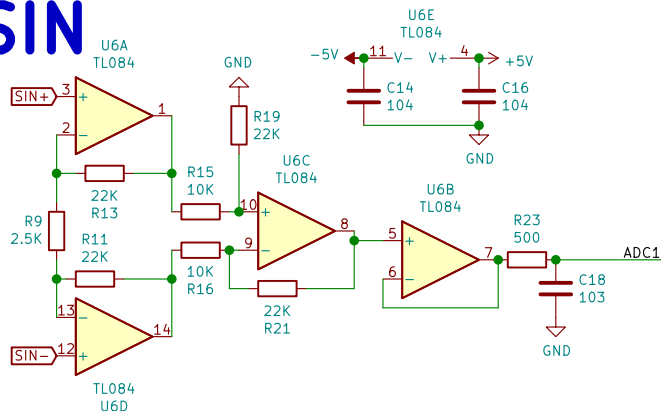 SIN
U6A
TL084
SIN+
3
+
2
−
1
22K
R13
R9
2.5K
R11
22K
13
−
12
+
14
SIN−
TL084
U6D
GND
R19
22K
R15
10K
10K
R16
U6C
TL084
10
+
9
−
8
22K
R21
U6E
TL084
−5V
11
V−
V+
4
+5V
C14
104
C16
104
GND
U6B
TL084
5
+
6
−
7
R23
500
ADC1
C18
103
GND